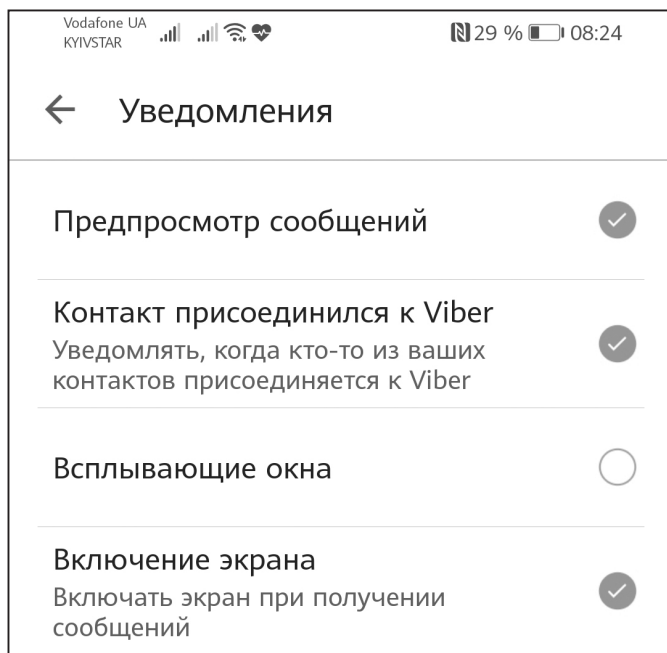 Vodafone UA
KYIVSTAR
29 % 08:24
Уведомления
Предпросмотр сообщений
Контакт присоединился к Viber
Уведомлять, когда кто-то из ваших
контактов присоединяется к Viber
Всплывающие окна
Включение экрана
Включать экран при получении
сообщений